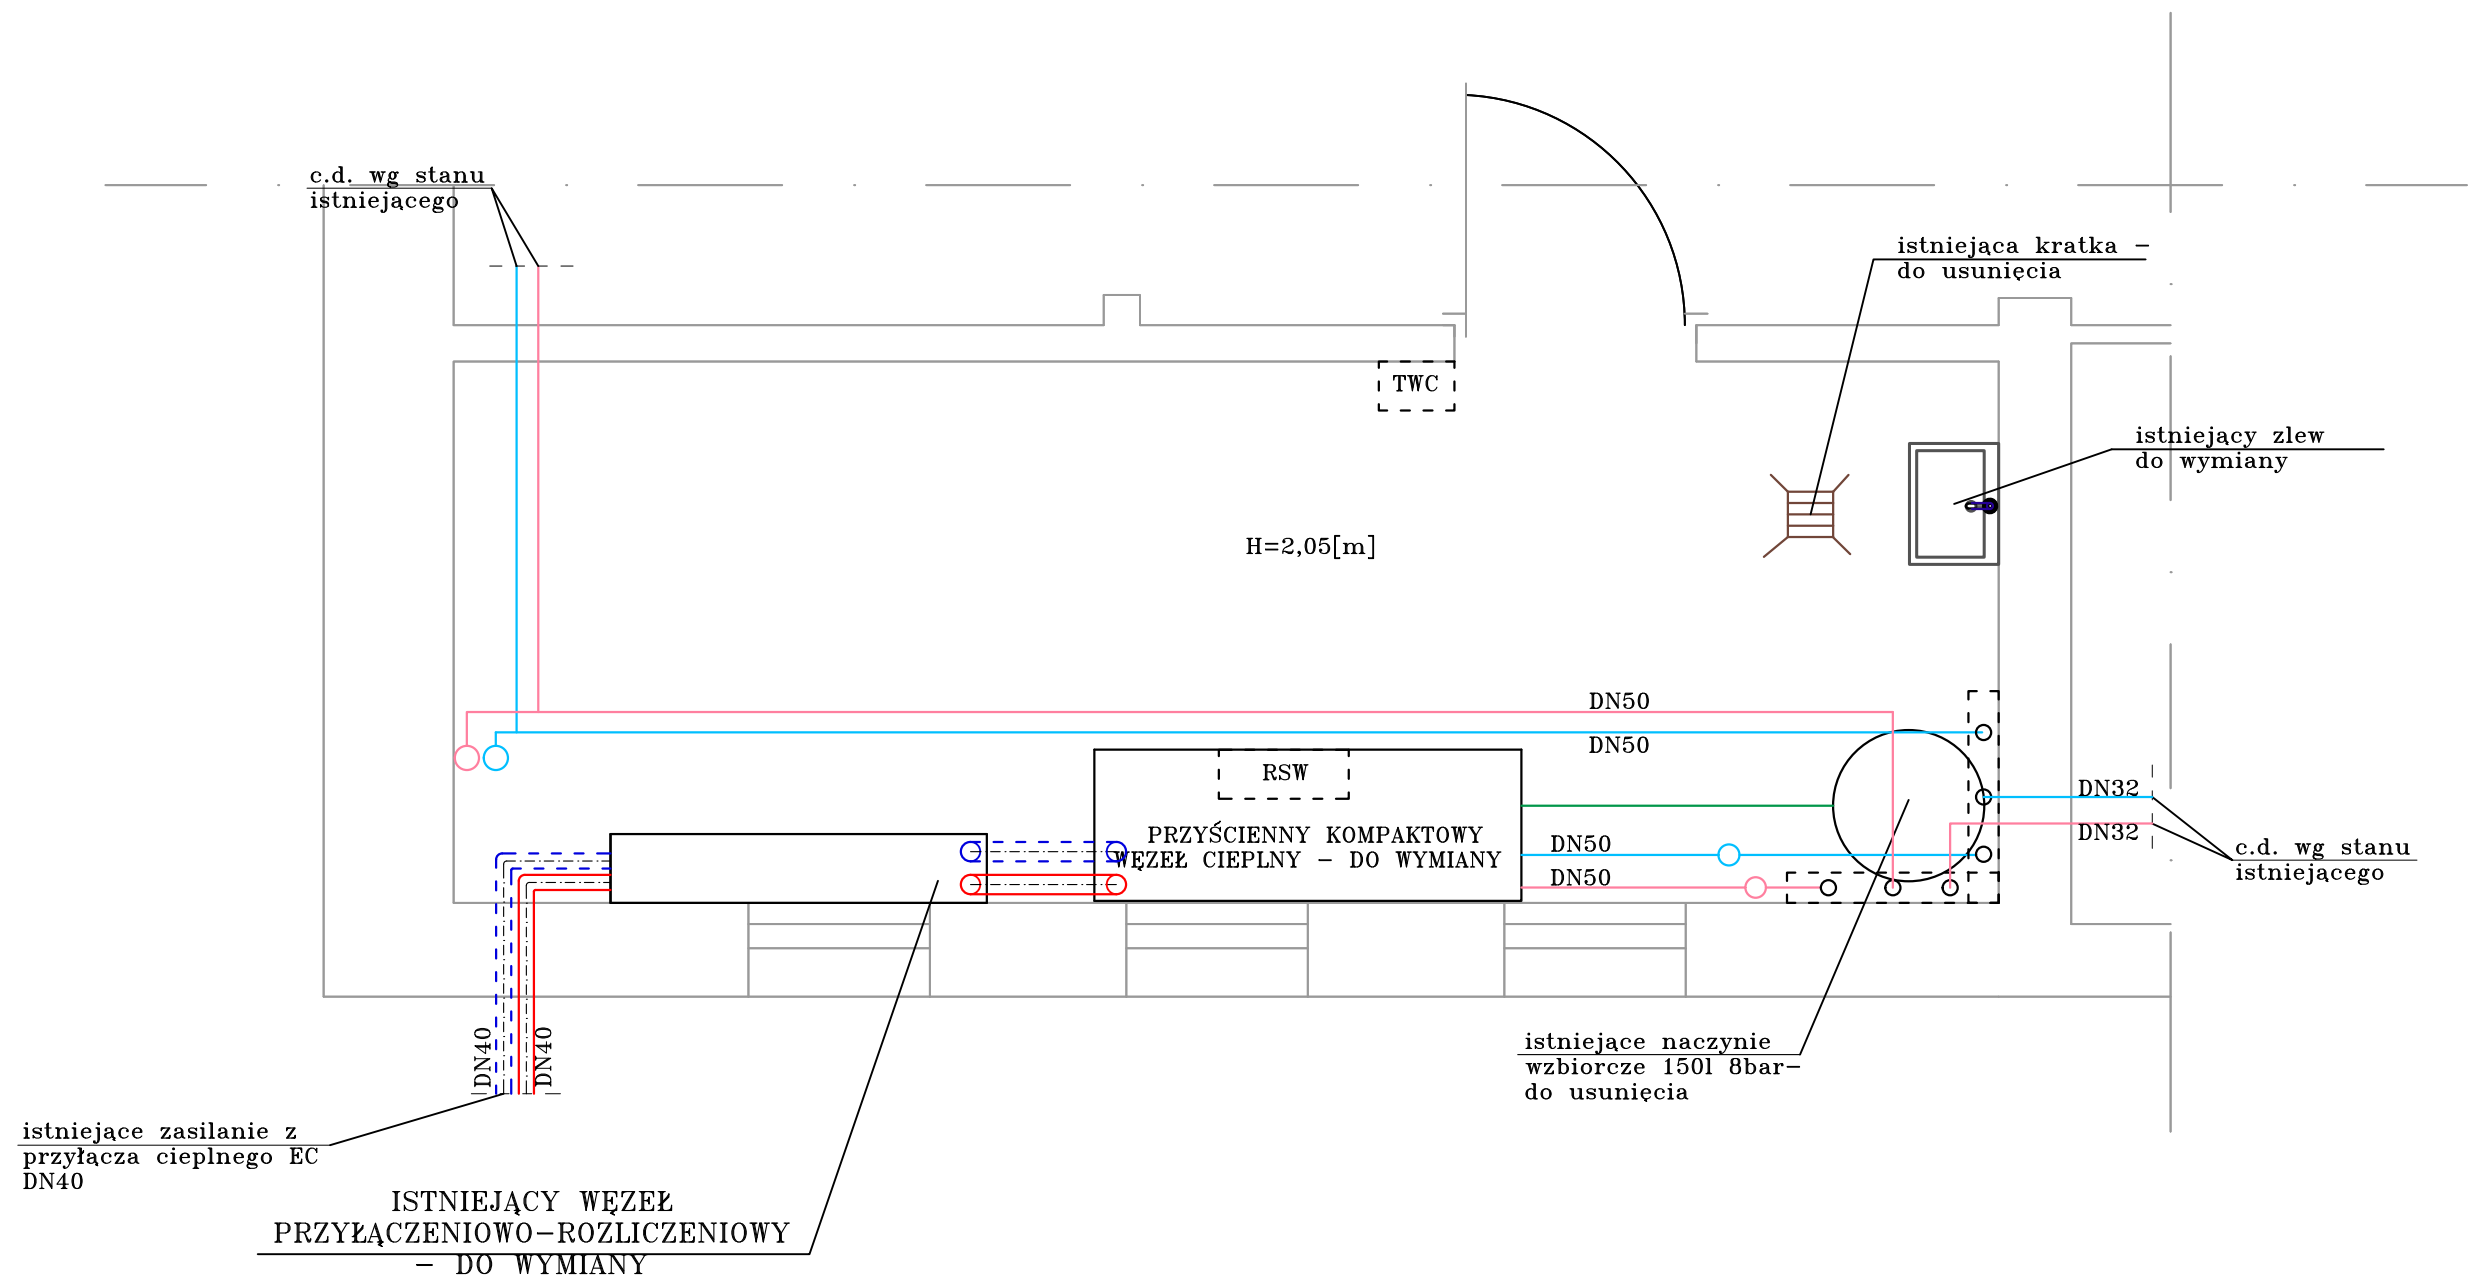 c.d. wg stanu
istniejącego
istniejąca kratka –
do usunięcia
TWC
istniejący zlew
do wymiany
H=2,05[m]
DN50
DN50
RSW
DN32
PRZYŚCIENNY KOMPAKTOWY
WĘZEŁ CIEPLNY – DO WYMIANY
DN50
DN32
c.d. wg stanu
istniejącego
DN50
DN40
DN40
istniejące naczynie
wzbiorcze 150l 8bar–
do usunięcia
istniejące zasilanie z
przyłącza cieplnego EC
DN40
ISTNIEJĄCY WĘZEŁ
PRZYŁĄCZENIOWO–ROZLICZENIOWY
– DO WYMIANY